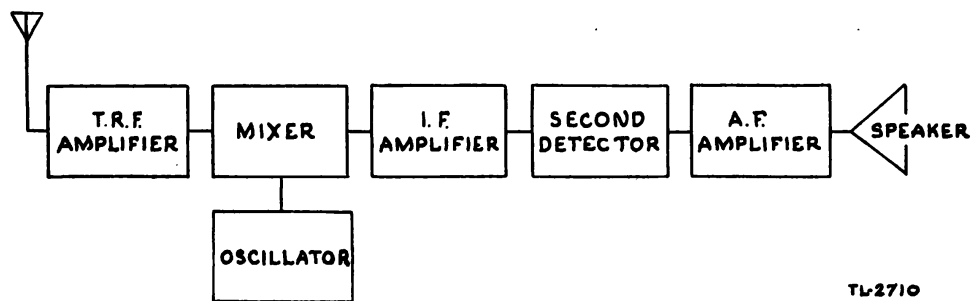 T.R.F.
AMPLIFIER
MIXER
I.F.
AMPLIFIER
SECOND
DETECTOR
A.F.
AMPLIFIER
SPEAKER
OSCILLATOR
TL-2710